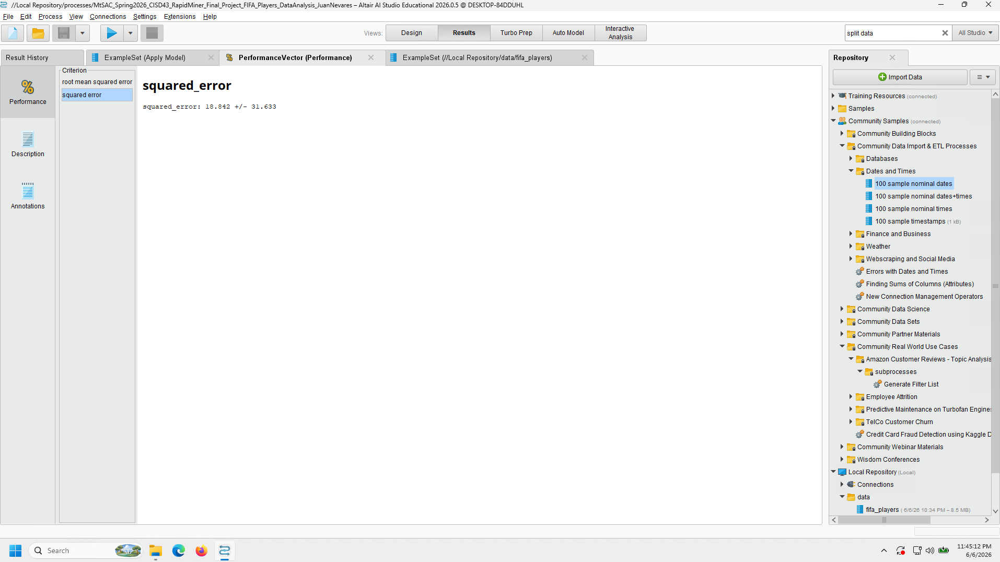 //Local Repository/processes/MtSAC_Spring2026_CISD43_RapidMiner_Final_Project_FIFA_Players_DataAnalysis_JuanNevares – Altair AI Studio Educational 2026.0.5 @ DESKTOP-84DDUHL
File Edit Process View Connections Settings Extensions Help
Views: Design Results Turbo Prep Auto Model Interactive Analysis
split data
All Studio
Result History
ExampleSet (Apply Model)
PerformanceVector (Performance)
ExampleSet (//Local Repository/data/fifa_players)
Performance
Description
Annotations
Criterion
root mean squared error
squared error
squared_error
squared_error: 18.842 +/- 31.633
Repository
Import Data
Training Resources (connected)
Samples
Community Samples (connected)
Community Building Blocks
Community Data Import & ETL Processes
Databases
Dates and Times
100 sample nominal dates
100 sample nominal dates+times
100 sample nominal times
100 sample timestamps (1 kB)
Finance and Business
Weather
Webscraping and Social Media
Errors with Dates and Times
Finding Sums of Columns (Attributes)
New Connection Management Operators
Community Data Science
Community Data Sets
Community Partner Materials
Community Real World Use Cases
Amazon Customer Reviews - Topic Analysis
subprocesses
Generate Filter List
Employee Attrition
Predictive Maintenance on Turbofan Engines
TelCo Customer Churn
Credit Card Fraud Detection using Kaggle D
Community Webinar Materials
Wisdom Conferences
Local Repository (Local)
Connections
data
fifa_players (6/6/26 10:34 PM – 8.5 MB)
Search
11:45:12 PM
6/6/2026